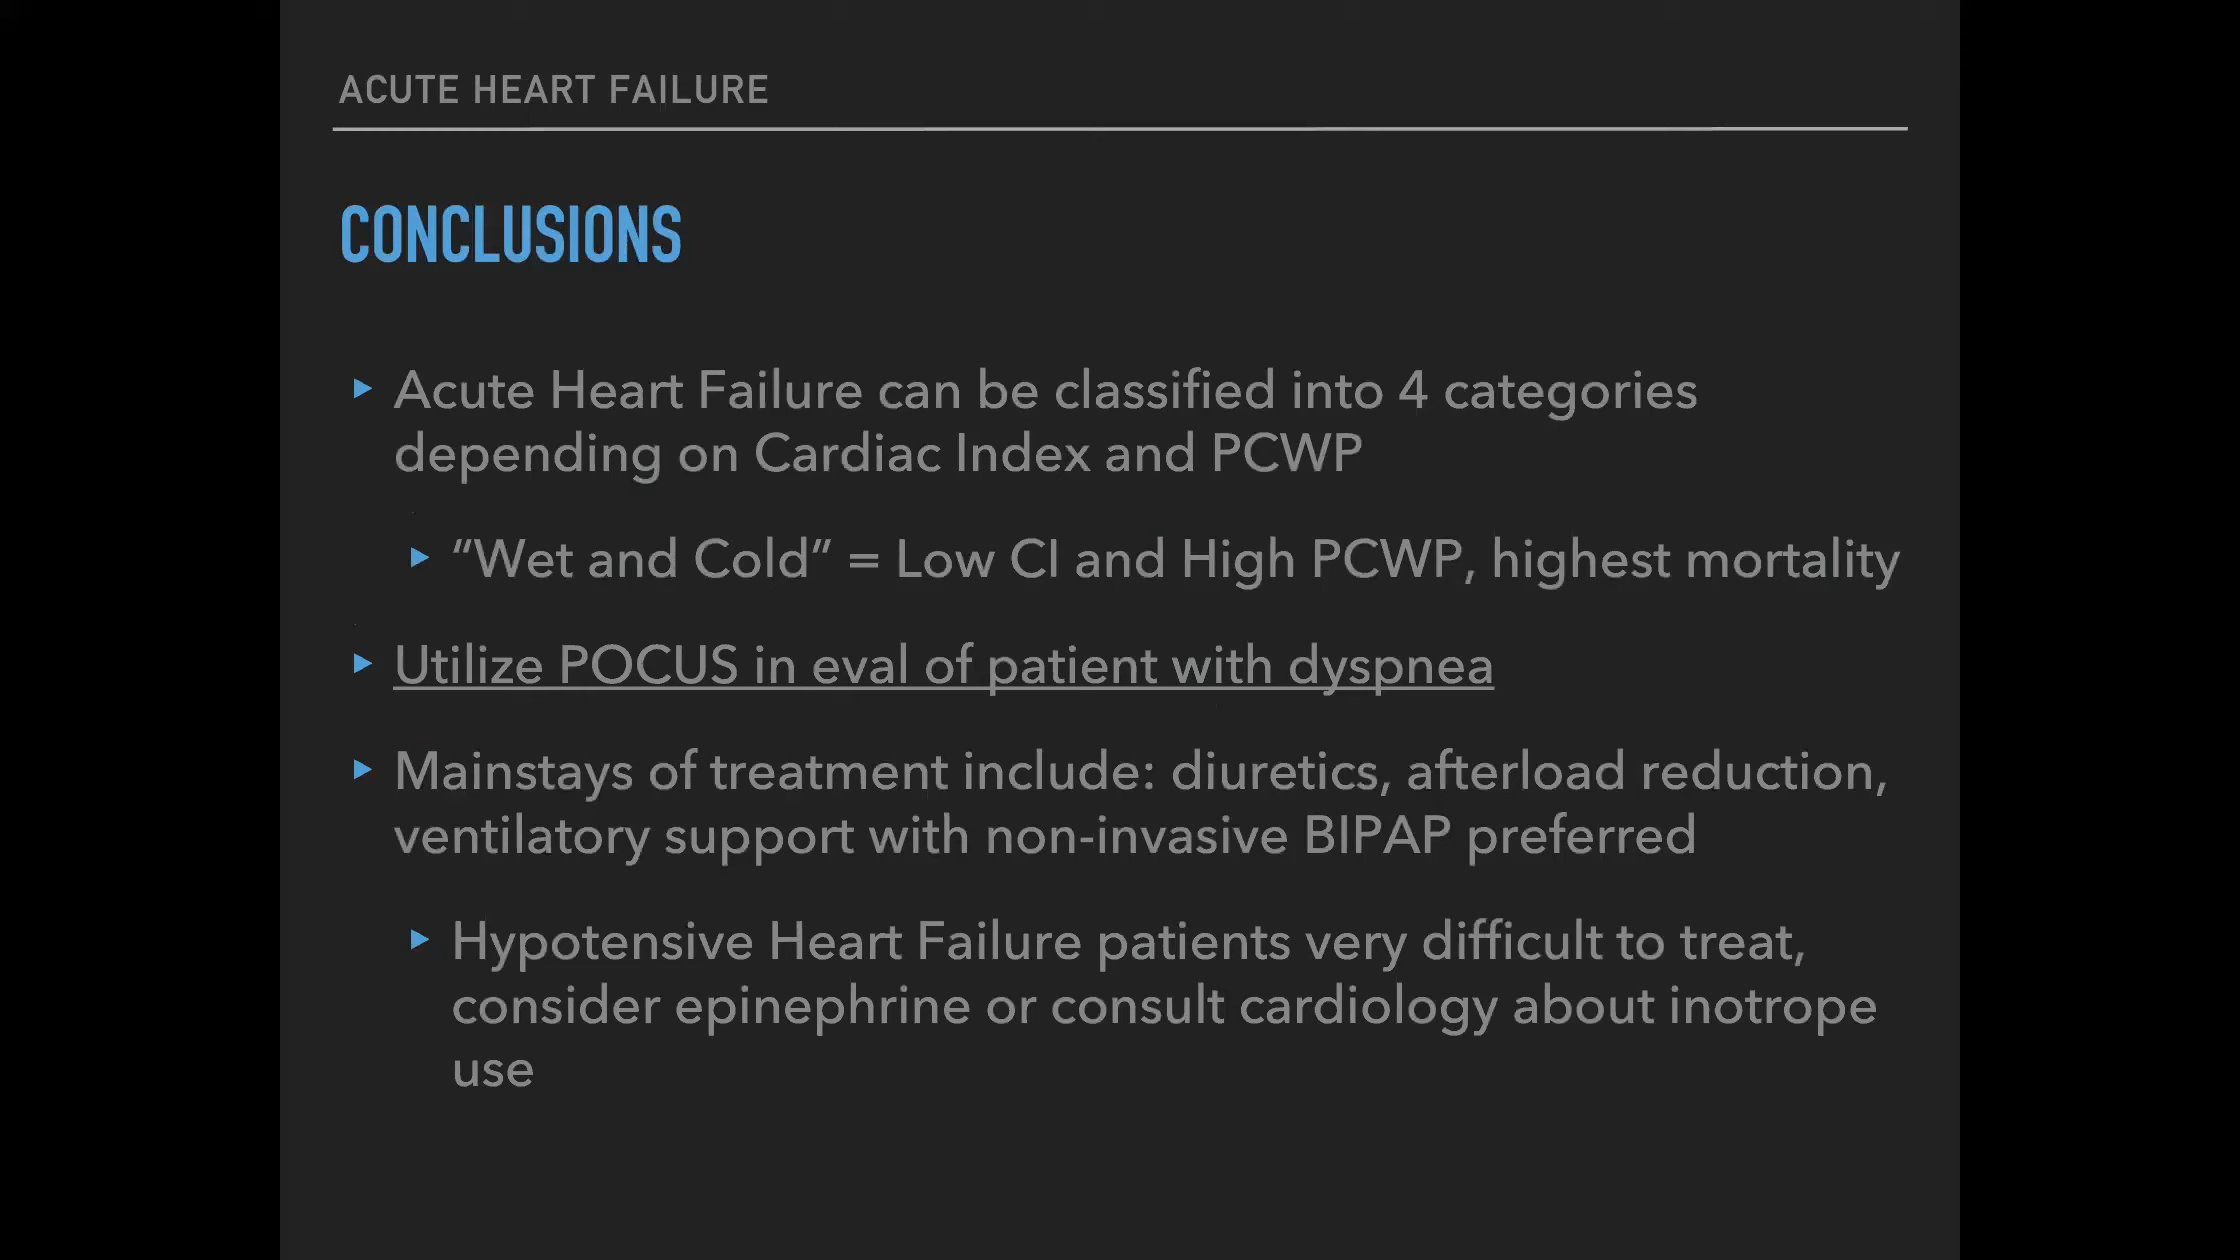 ACUTE HEART FAILURE
CONCLUSIONS
▸ Acute Heart Failure can be classified into 4 categories
depending on Cardiac Index and PCWP
▸ “Wet and Cold” = Low CI and High PCWP, highest mortality
▸ Utilize POCUS in eval of patient with dyspnea
▸ Mainstays of treatment include: diuretics, afterload reduction,
ventilatory support with non-invasive BIPAP preferred
▸ Hypotensive Heart Failure patients very difficult to treat,
consider epinephrine or consult cardiology about inotrope
use